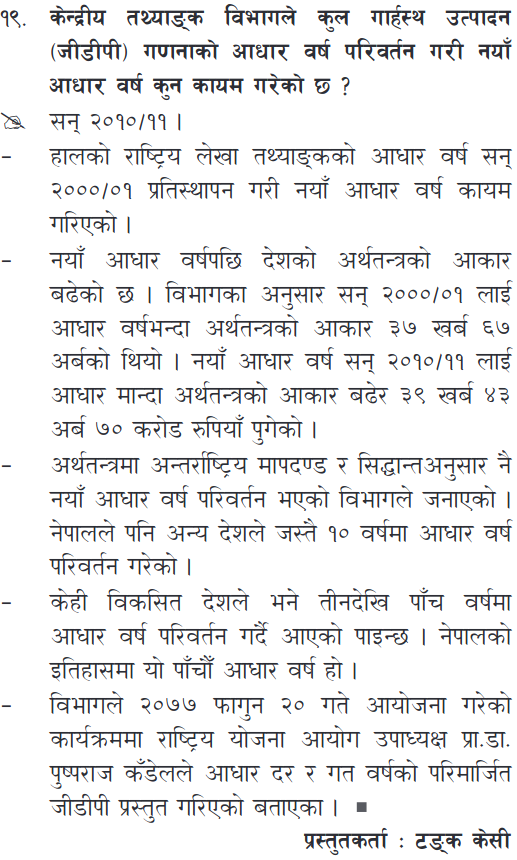 १९. केन्द्रीय तथ्याङ्क विभागले कुल गार्हस्थ उत्पादन
(जीडीपी) गणनाको आधार वर्ष परिवर्तन गरी नयाँ
आधार वर्ष कुन कायम गरेको छ ?
सन् २०१०/११ ।
– हालको राष्ट्रिय लेखा तथ्याङ्कको आधार वर्ष सन्
२०००/०१ प्रतिस्थापन गरी नयाँ आधार वर्ष कायम
गरिएको ।
– नयाँ आधार वर्षपछि देशको अर्थतन्त्रको आकार
बढेको छ । विभागका अनुसार सन् २०००/०१ लाई
आधार वर्षभन्दा अर्थतन्त्रको आकार ३७ खर्ब ६७
अर्बको थियो । नयाँ आधार वर्ष सन् २०१०/११ लाई
आधार मान्दा अर्थतन्त्रको आकार बढेर ३९ खर्ब ४३
अर्ब ७० करोड रुपियाँ पुगेको ।
– अर्थतन्त्रमा अन्तर्राष्ट्रिय मापदण्ड र सिद्धान्तअनुसार नै
नयाँ आधार वर्ष परिवर्तन भएको विभागले जनाएको ।
नेपालले पनि अन्य देशले जस्तै १० वर्षमा आधार वर्ष
परिवर्तन गरेको ।
– केही विकसित देशले भने तीनदेखि पाँच वर्षमा
आधार वर्ष परिवर्तन गर्दै आएको पाइन्छ । नेपालको
इतिहासमा यो पाँचौँ आधार वर्ष हो ।
– विभागले २०७७ फागुन २० गते आयोजना गरेको
कार्यक्रममा राष्ट्रिय योजना आयोग उपाध्यक्ष प्रा.डा.
पुष्पराज कँडेलले आधार दर र गत वर्षको परिमार्जित
जीडीपी प्रस्तुत गरिएको बताएका । ■
प्रस्तुतकर्ता : टङ्क केसी